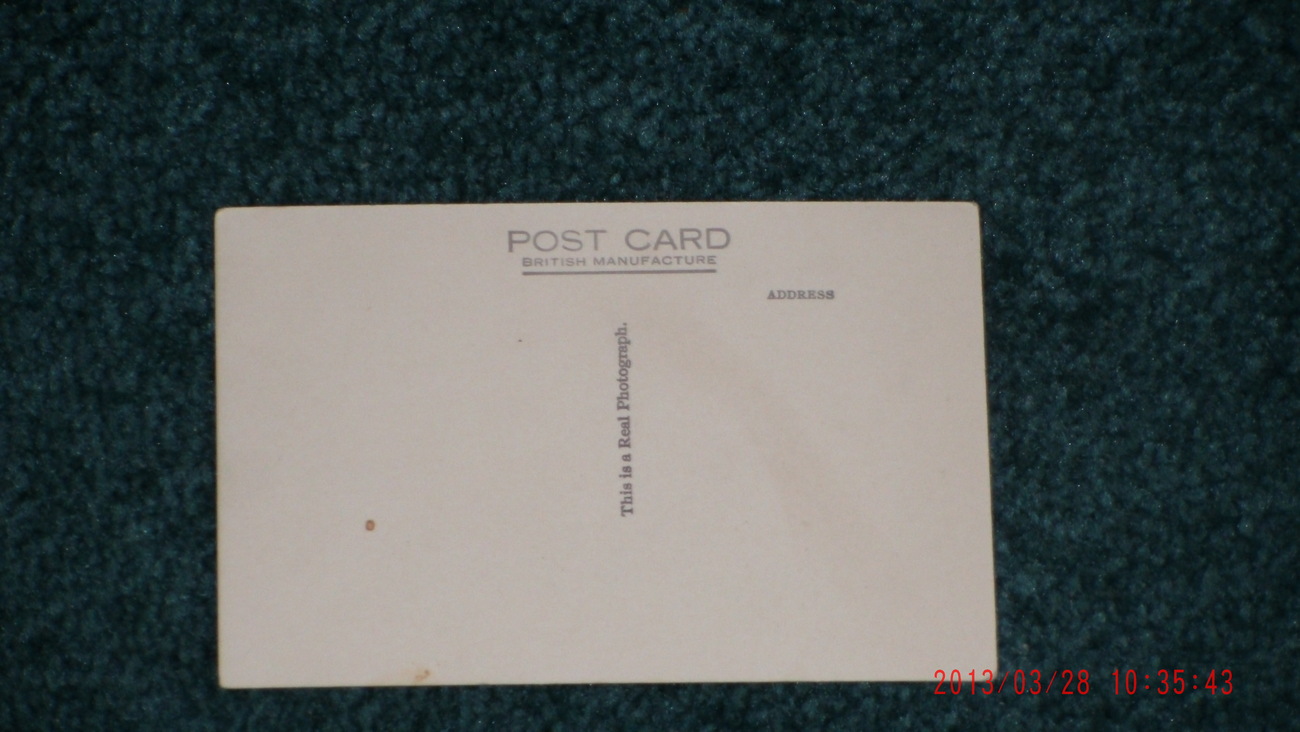 POST CARD
BRITISH MANUFACTURE
ADDRESS
This is a Real Photograph.
2013/03/28 10:35:43